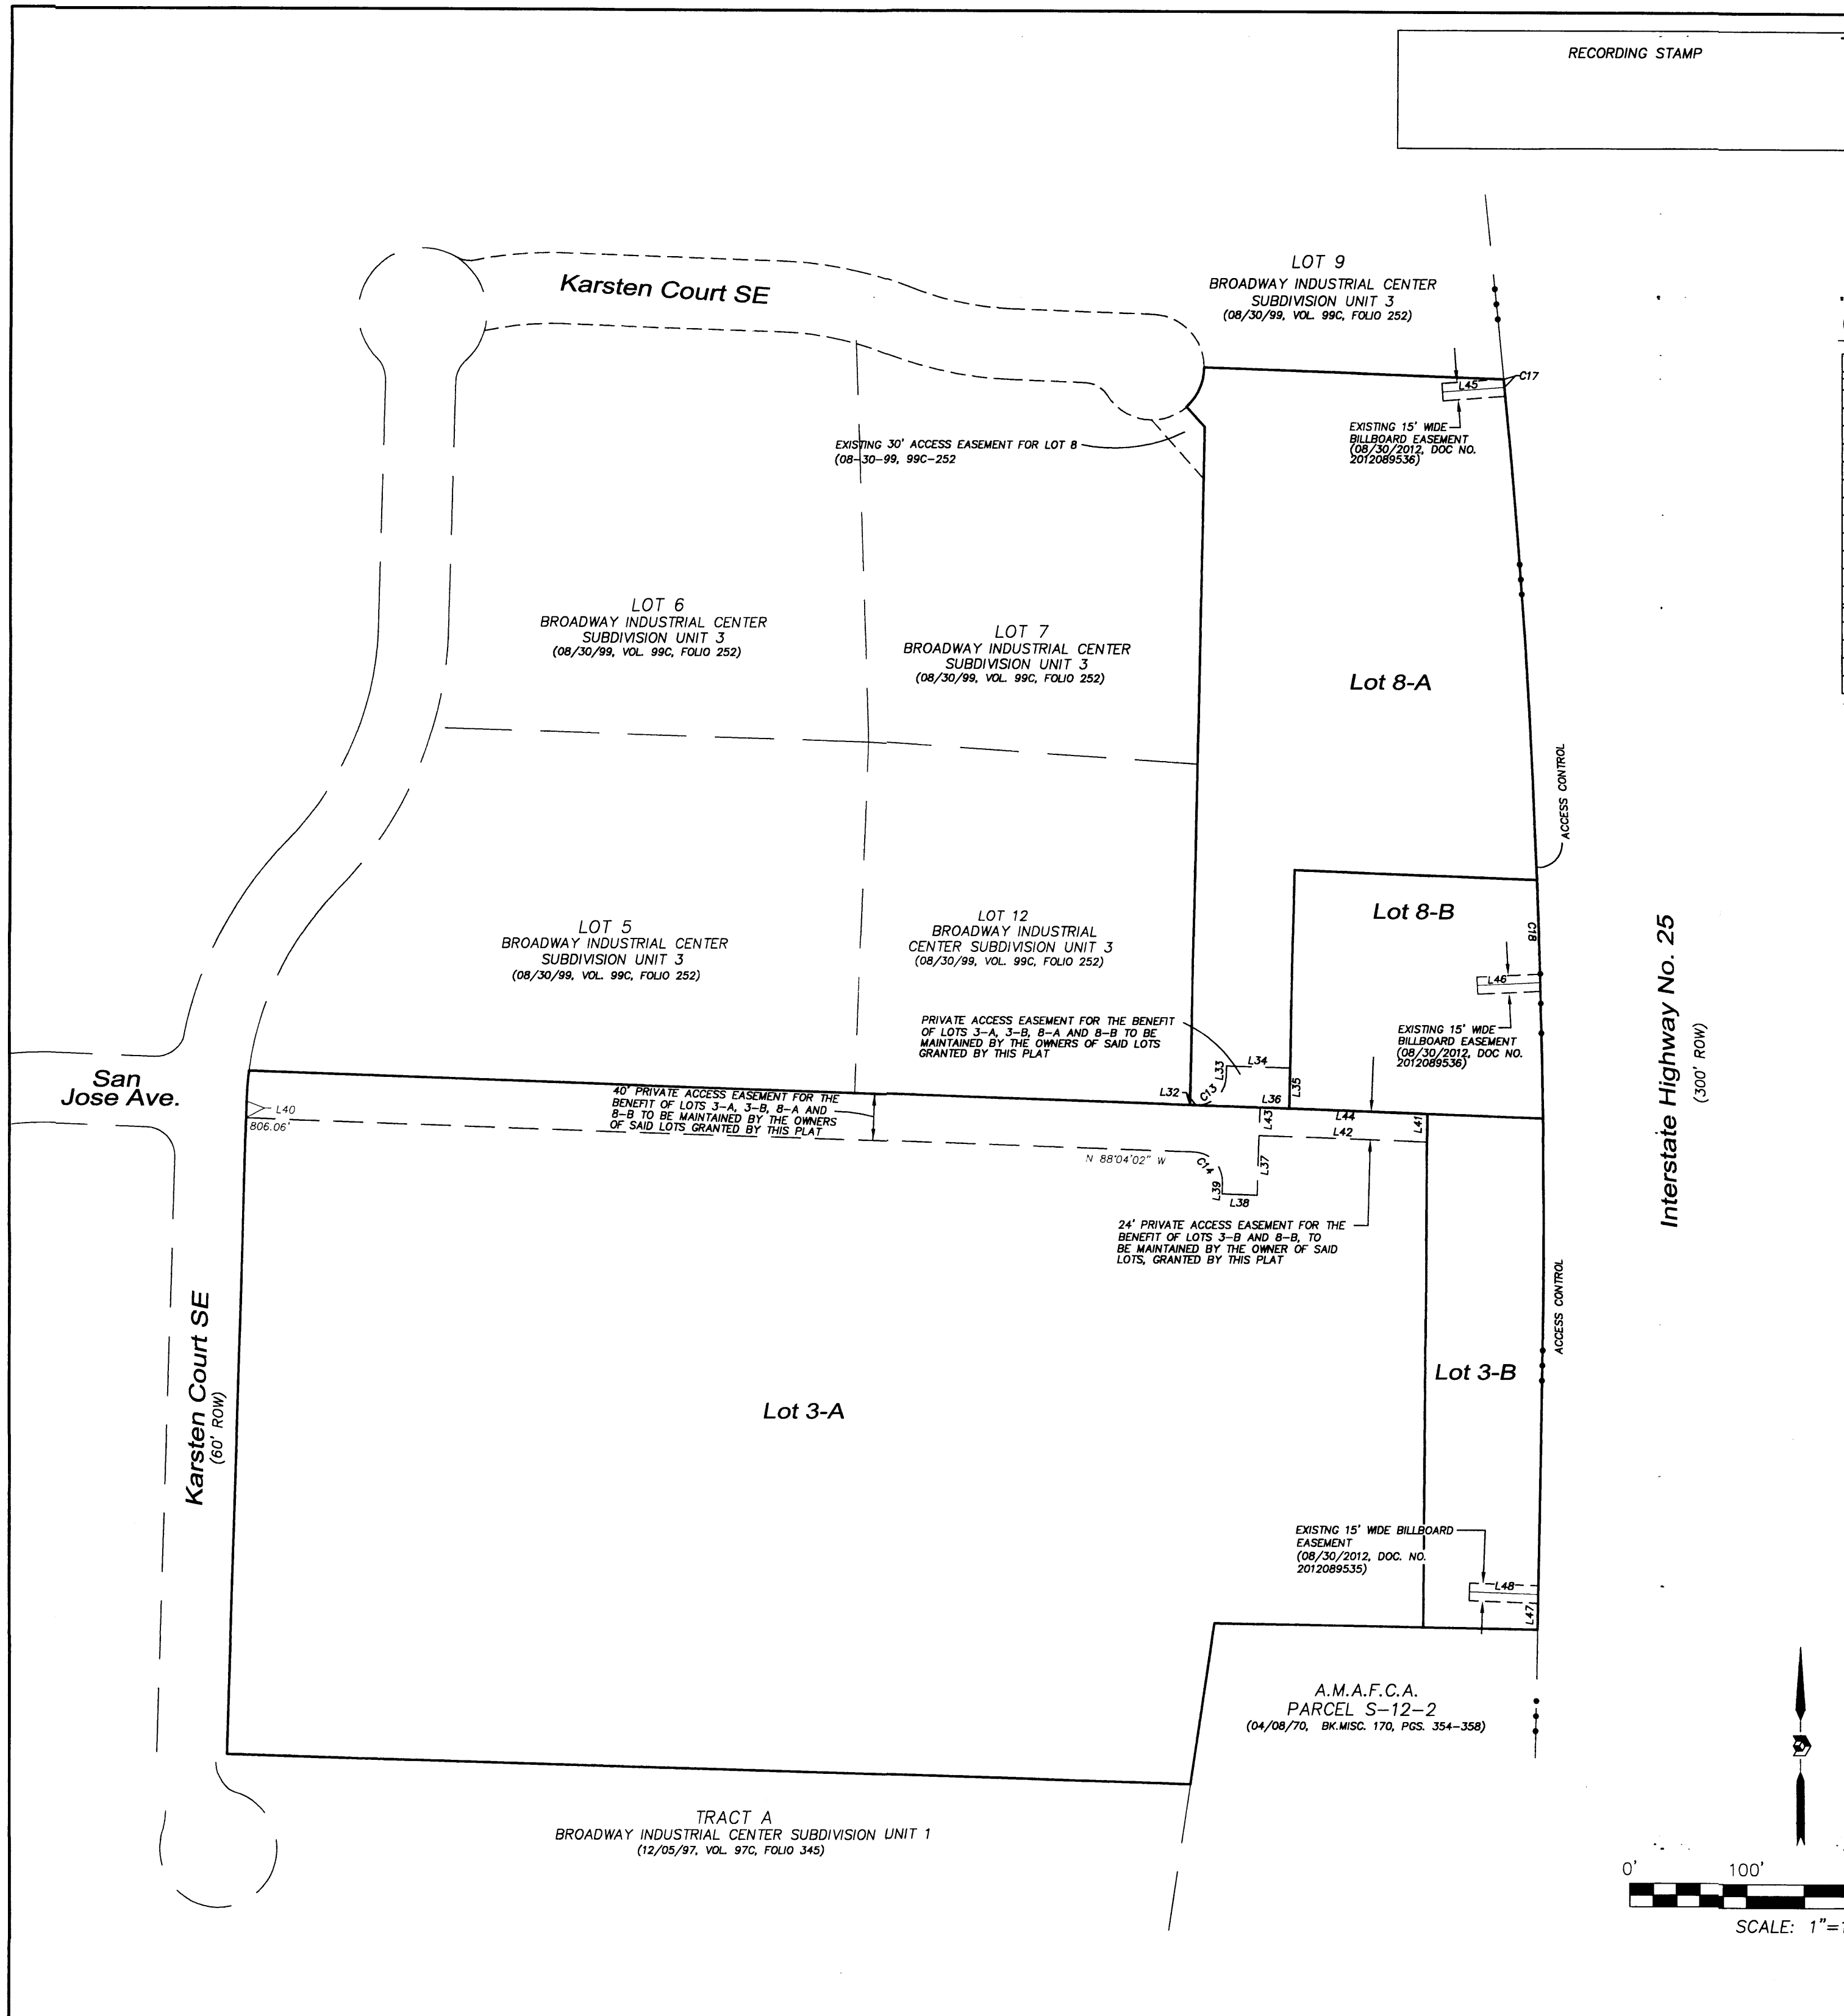 RECORDING STAMP
LOT 9
BROADWAY INDUSTRIAL CENTER
SUBDIVISION UNIT 3
(08/30/99, VOL. 99C, FOLIO 252)
Karsten Court SE
C17
L45
EXISTING 15' WIDE
BILLBOARD EASEMENT
(08/30/2012, DOC NO.
2012089536)
EXISTING 30' ACCESS EASEMENT FOR LOT 8
(08-30-99, 99C-252
LOT 6
BROADWAY INDUSTRIAL CENTER
SUBDIVISION UNIT 3
(08/30/99, VOL. 99C, FOLIO 252)
LOT 7
BROADWAY INDUSTRIAL CENTER
SUBDIVISION UNIT 3
(08/30/99, VOL. 99C, FOLIO 252)
Lot 8-A
ACCESS CONTROL
Lot 8-B
C18
LOT 5
BROADWAY INDUSTRIAL CENTER
SUBDIVISION UNIT 3
(08/30/99, VOL. 99C, FOLIO 252)
LOT 12
BROADWAY INDUSTRIAL
CENTER SUBDIVISION UNIT 3
(08/30/99, VOL. 99C, FOLIO 252)
L46
EXISTING 15' WIDE
BILLBOARD EASEMENT
(08/30/2012, DOC NO.
2012089536)
Interstate Highway No. 25
(300' ROW)
PRIVATE ACCESS EASEMENT FOR THE BENEFIT
OF LOTS 3-A, 3-B, 8-A AND 8-B TO BE
MAINTAINED BY THE OWNERS OF SAID LOTS
GRANTED BY THIS PLAT
San
Jose Ave.
L34
L33
L35
L32
C13
L36
40' PRIVATE ACCESS EASEMENT FOR THE
BENEFIT OF LOTS 3-A, 3-B, 8-A AND
8-B TO BE MAINTAINED BY THE OWNERS
OF SAID LOTS GRANTED BY THIS PLAT
L40
806.06'
L43
L44
L41
L42
N 88°04'02" W
C14
L37
L39
L38
24' PRIVATE ACCESS EASEMENT FOR THE
BENEFIT OF LOTS 3-B AND 8-B, TO
BE MAINTAINED BY THE OWNER OF SAID
LOTS, GRANTED BY THIS PLAT
ACCESS CONTROL
Karsten Court SE
(60' ROW)
Lot 3-A
Lot 3-B
EXISTNG 15' WIDE BILLBOARD
EASEMENT
(08/30/2012, DOC. NO.
2012089535)
L48
L47
A.M.A.F.C.A.
PARCEL S-12-2
(04/08/70, BK.MISC. 170, PGS. 354-358)
TRACT A
BROADWAY INDUSTRIAL CENTER SUBDIVISION UNIT 1
(12/05/97, VOL. 97C, FOLIO 345)
0' 100'
SCALE: 1"=1